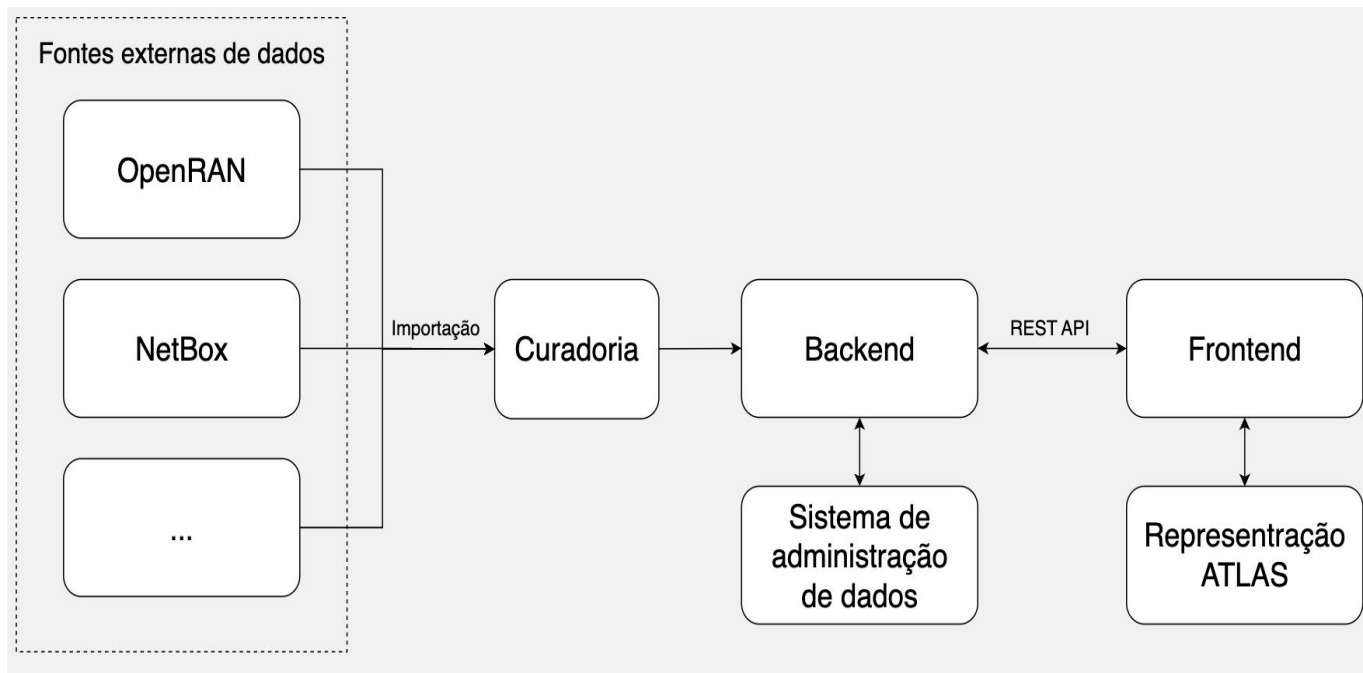 Fontes externas de dados
OpenRAN
NetBox
...
Importação
Curadoria
Backend
REST API
Frontend
Sistema de
administração
de dados
Representração
ATLAS